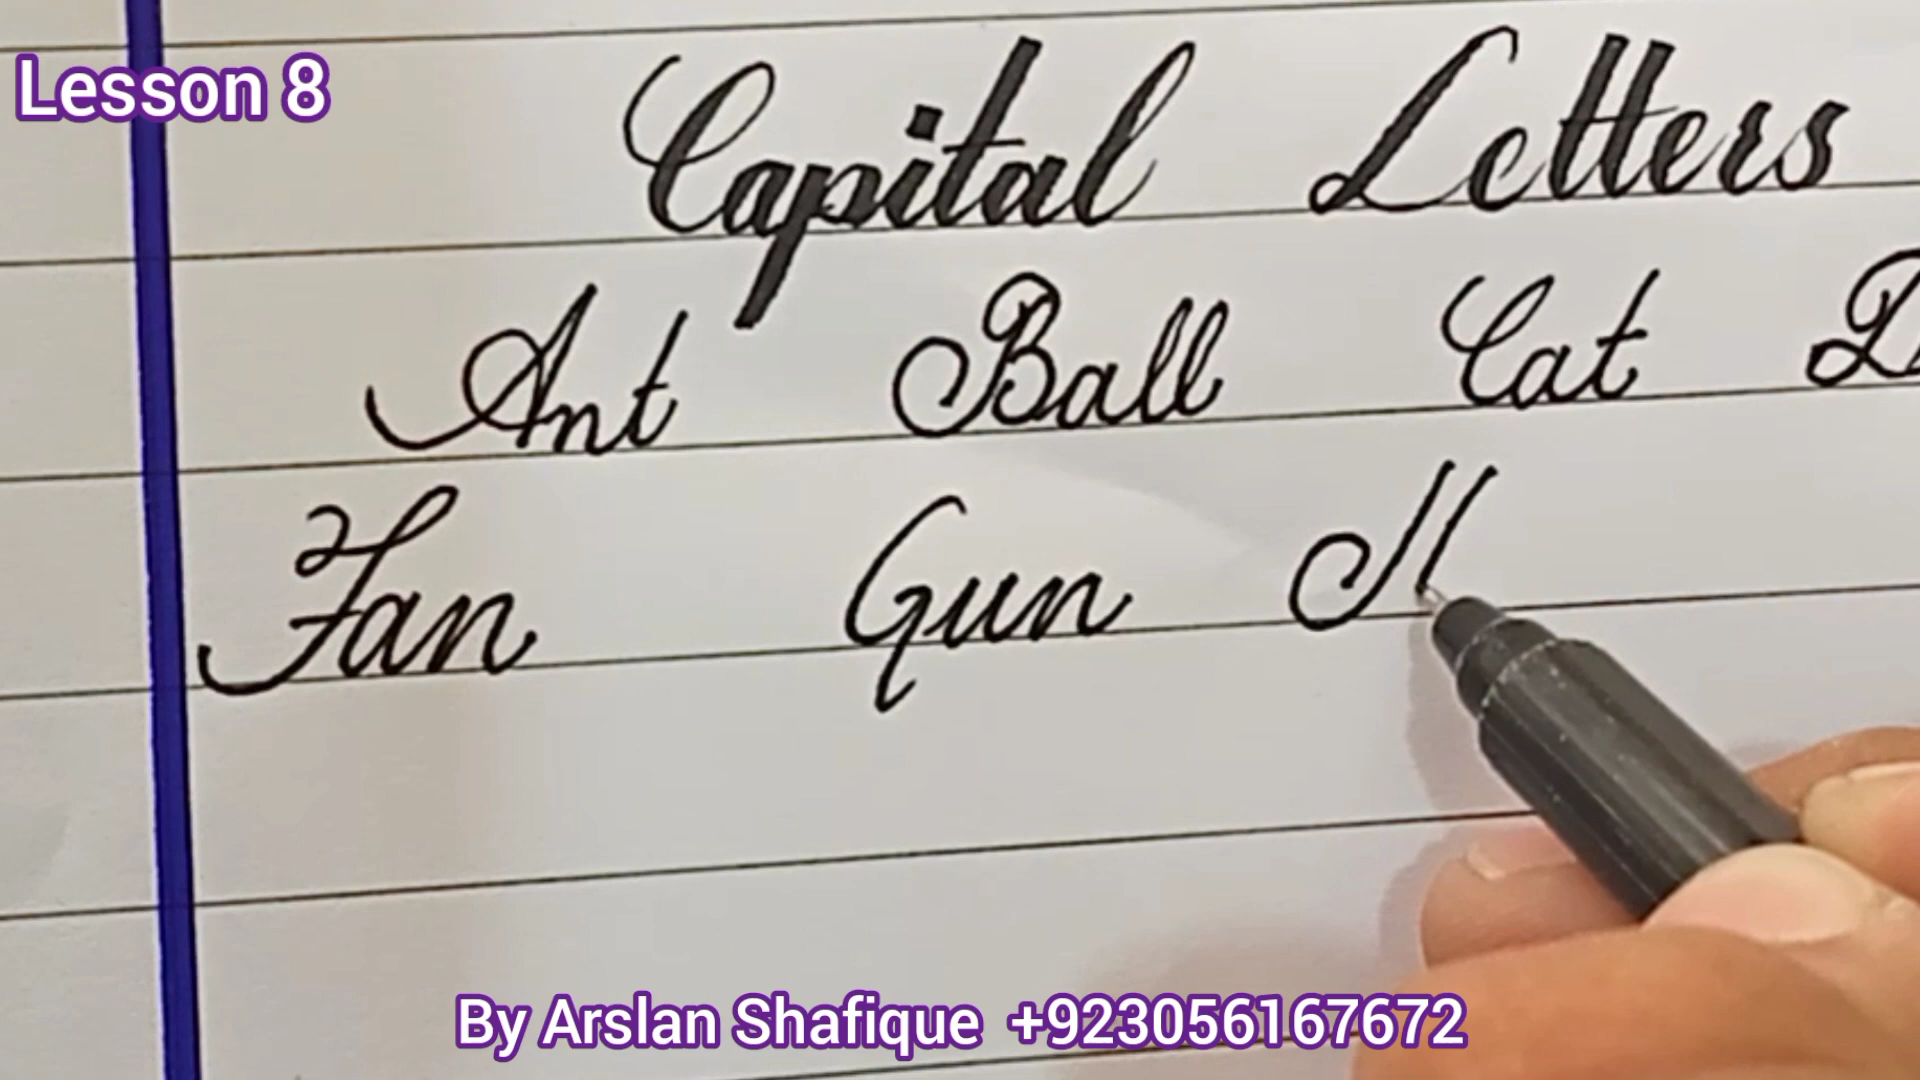 Lesson 8
Capital Letters
Ant Ball Cat D
Fan Gun H
By Arslan Shafique +923056167672